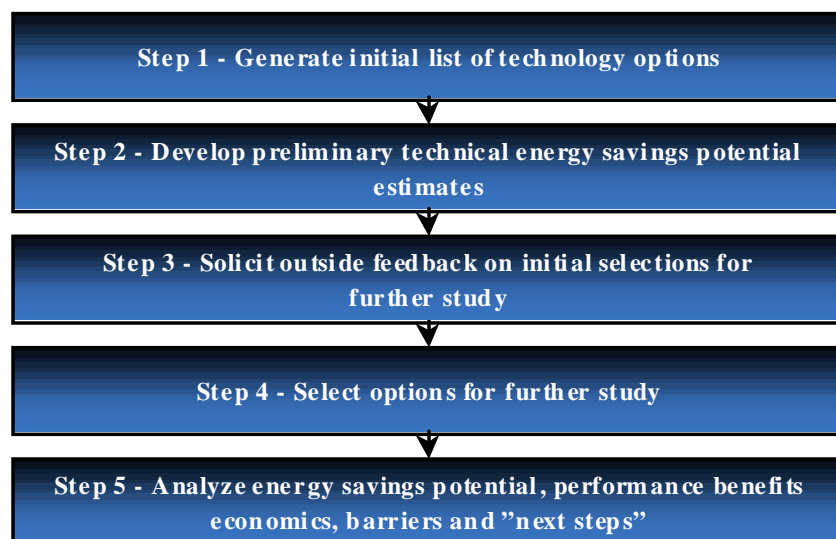 Step 1 - Generate initial list of technology options
Step 2 - Develop preliminary technical energy savings potential
estimates
Step 3 - Solicit outside feedback on initial selections for
further study
Step 4 - Select options for further study
Step 5 - Analyze energy savings potential, performance benefits
economics, barriers and ”next steps”